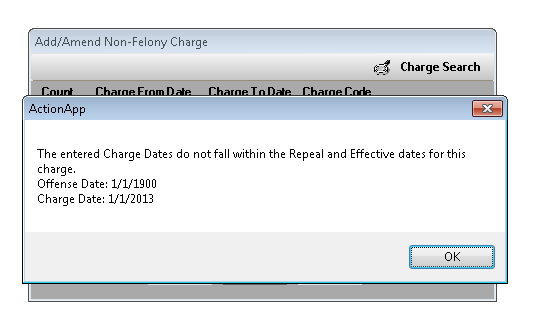 Add/Amend Non-Felony Charge
Charge Search
Count Charge From Date Charge To Date Charge Code
ActionApp
The entered Charge Dates do not fall within the Repeal and Effective dates for this
charge.
Offense Date: 1/1/1900
Charge Date: 1/1/2013
OK